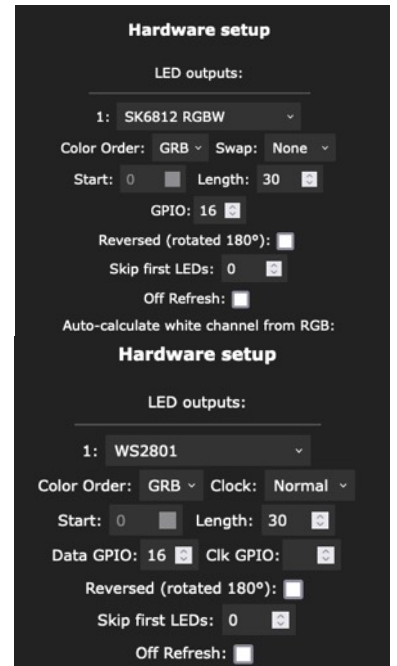 Hardware setup
LED outputs:
1: SK6812 RGBW
Color Order: GRB Swap: None
Start: 0 Length: 30
GPIO: 16
Reversed (rotated 180°):
Skip first LEDs: 0
Off Refresh:
Auto-calculate white channel from RGB:
Hardware setup
LED outputs:
1: WS2801
Color Order: GRB Clock: Normal
Start: 0 Length: 30
Data GPIO: 16 Clk GPIO:
Reversed (rotated 180°):
Skip first LEDs: 0
Off Refresh: